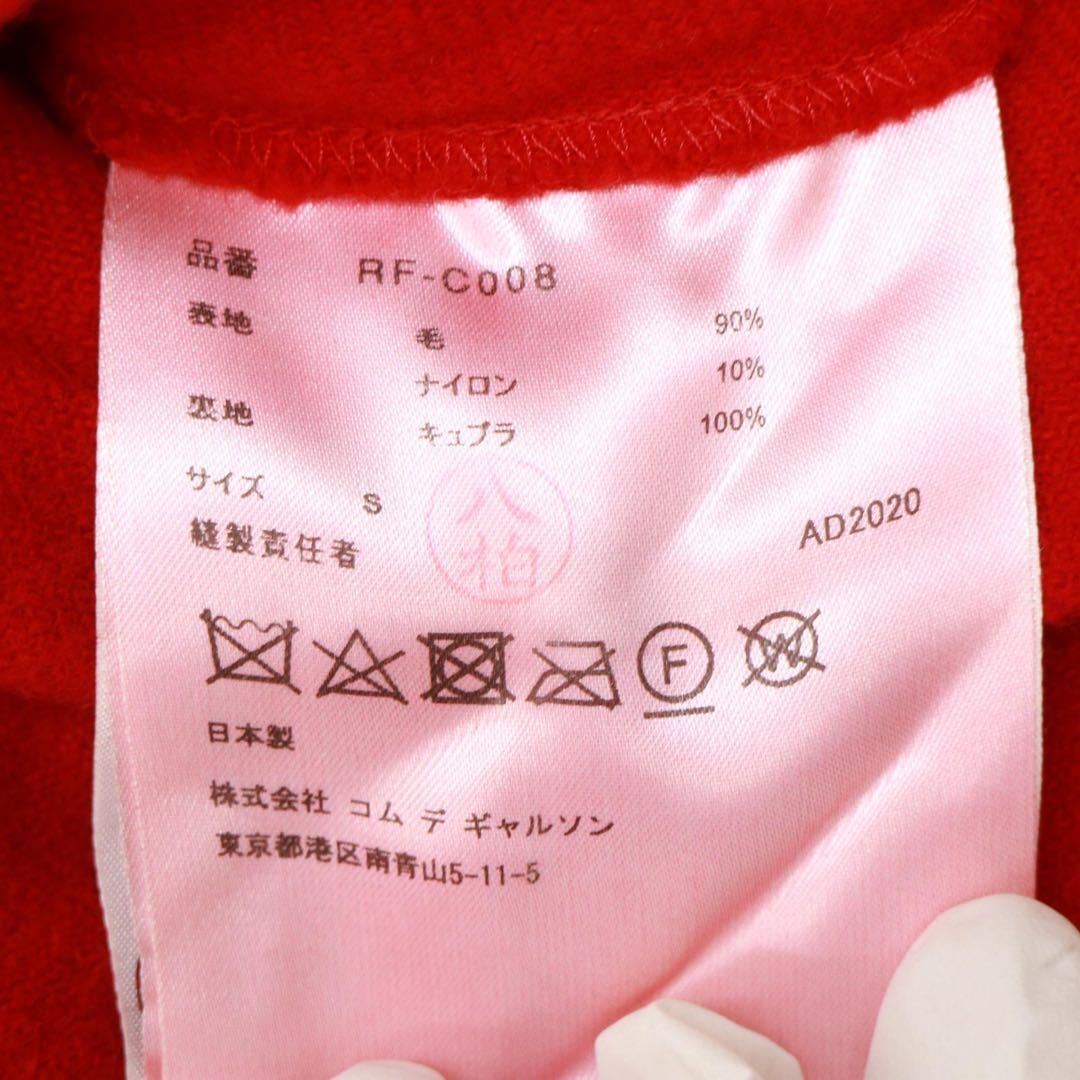 品番 RF-C008
表地 毛 90%
ナイロン 10%
裏地 キュプラ 100%
サイズ S
八柏
縫製責任者 AD2020
F W
日本製
株式会社 コム デ ギャルソン
東京都港区南青山5-11-5